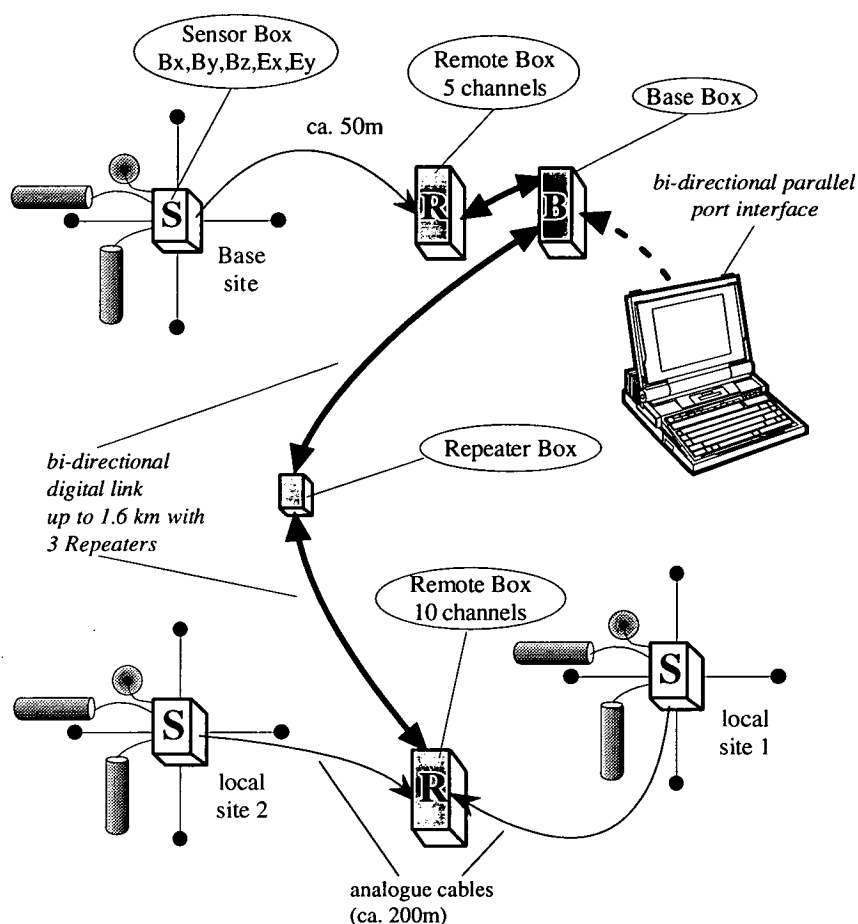 Sensor Box
Bx,By,Bz,Ex,Ey
Remote Box
5 channels
Base Box
ca. 50m
bi-directional parallel
port interface
S
R
B
Base
site
bi-directional
digital link
up to 1.6 km with
3 Repeaters
Repeater Box
Remote Box
10 channels
S
local
site 1
S
local
site 2
R
analogue cables
(ca. 200m)